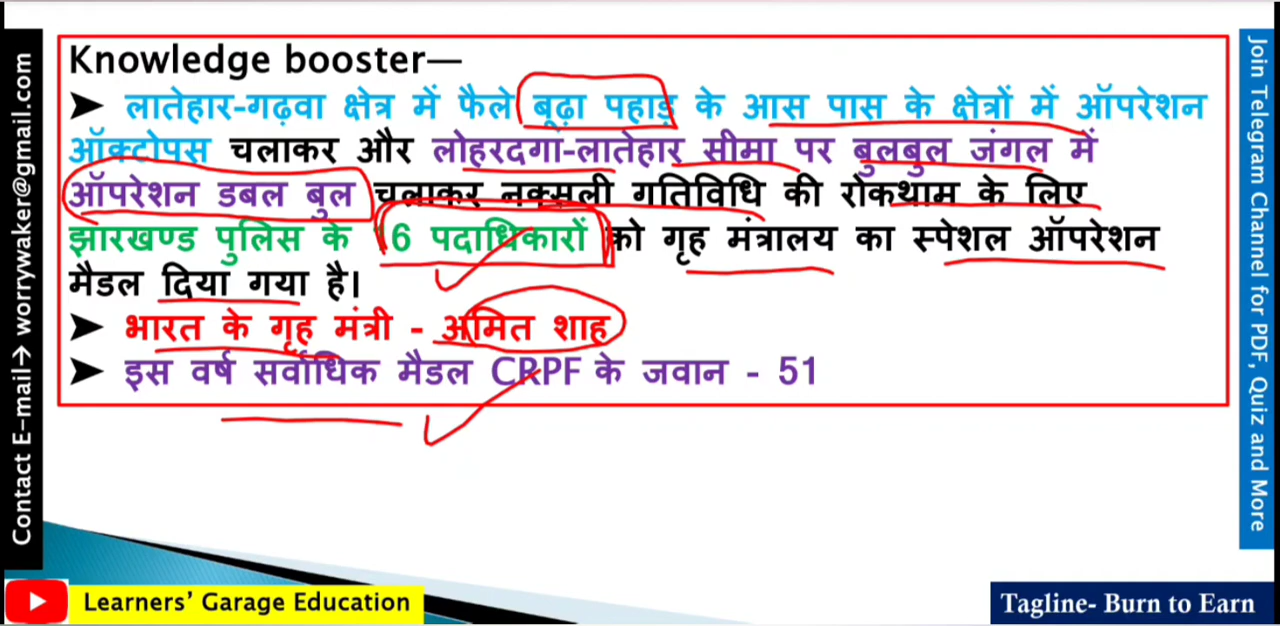 Knowledge booster—
➤ लातेहार-गढ़वा क्षेत्र में फैले बूढ़ा पहाड़ के आस पास के क्षेत्रों में ऑपरेशन
ऑक्टोपस चलाकर और लोहरदगा-लातेहार सीमा पर बुलबुल जंगल में
ऑपरेशन डबल बुल चलाकर नक्सली गतिविधि की रोकथाम के लिए
झारखण्ड पुलिस के 16 पदाधिकारों को गृह मंत्रालय का स्पेशल ऑपरेशन
मैडल दिया गया है।
➤ भारत के गृह मंत्री - अमित शाह
➤ इस वर्ष सर्वाधिक मैडल CRPF के जवान - 51
Contact E-mail→ worrywaker@gmail.com
Join Telegram Channel for PDF, Quiz and More
Learners’ Garage Education
Tagline- Burn to Earn